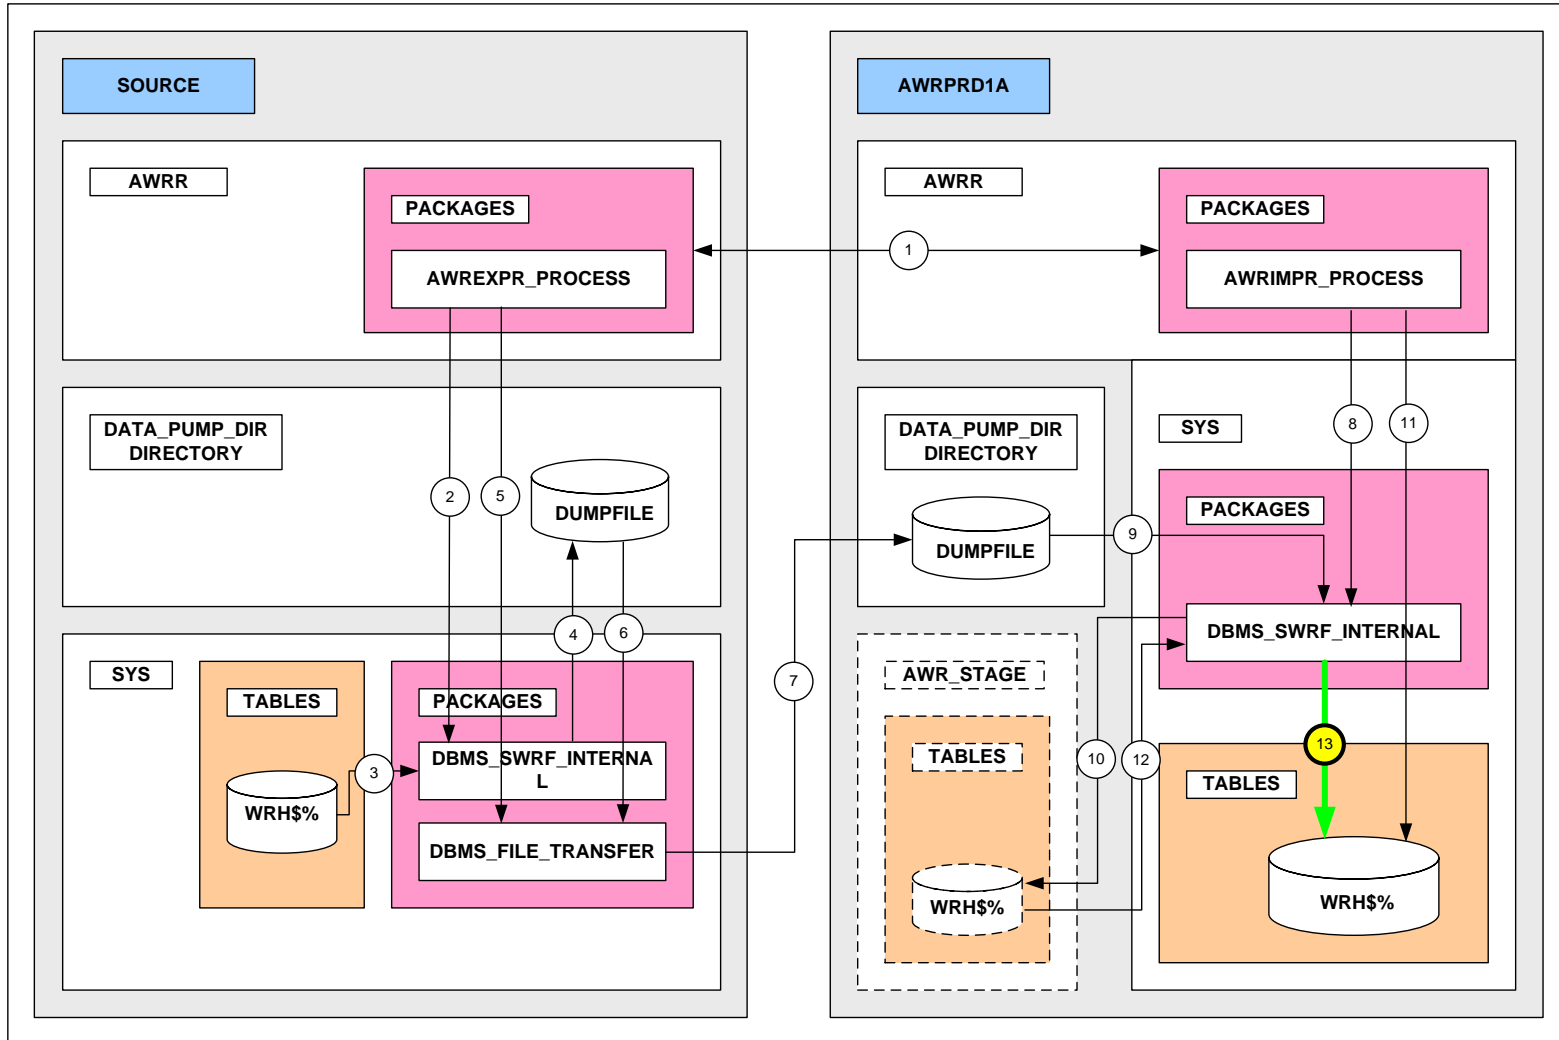 SOURCE
AWRR
PACKAGES
AWREXPR_PROCESS
DATA_PUMP_DIR
DIRECTORY
2
5
DUMPFILE
4
6
SYS
TABLES
WRH$%
3
PACKAGES
DBMS_SWRF_INTERNA
L
DBMS_FILE_TRANSFER
1
7
AWRPRD1A
AWRR
PACKAGES
AWRIMPR_PROCESS
DATA_PUMP_DIR
DIRECTORY
DUMPFILE
9
8
11
SYS
PACKAGES
DBMS_SWRF_INTERNAL
AWR_STAGE
TABLES
WRH$%
10
12
13
TABLES
WRH$%